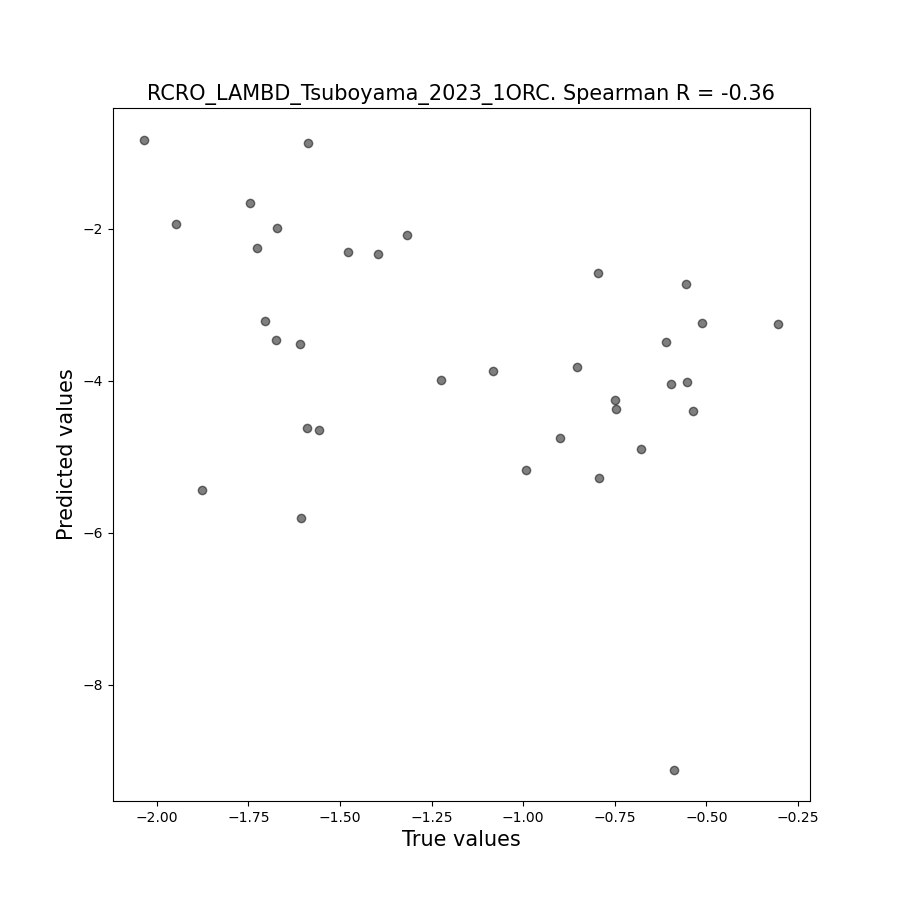 RCRO_LAMBD_Tsuboyama_2023_1ORC. Spearman R = -0.36
Predicted values
−2
−4
−6
−8
−2.00 −1.75 −1.50 −1.25 −1.00 −0.75 −0.50 −0.25
True values